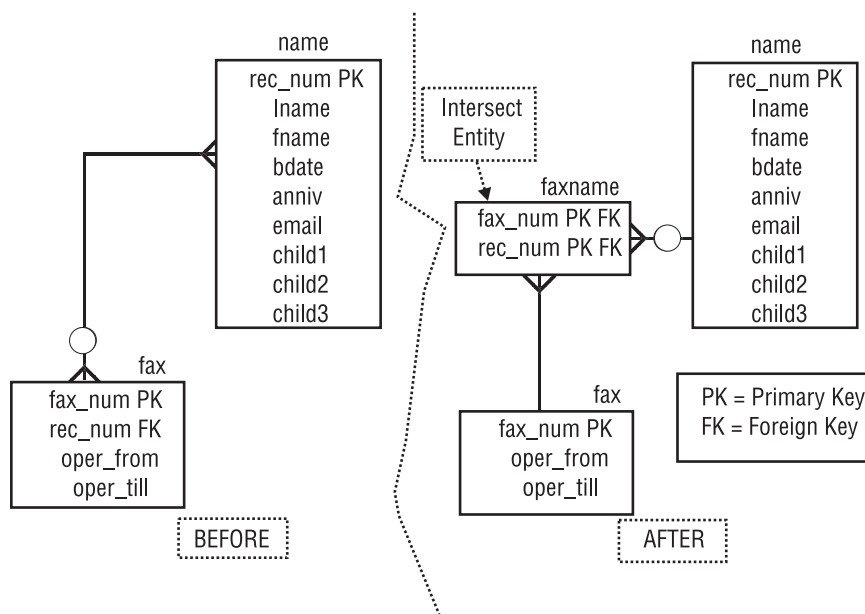 name
rec_num PK
lname
fname
bdate
anniv
email
child1
child2
child3
fax
fax_num PK
rec_num FK
oper_from
oper_till
BEFORE
Intersect
Entity
faxname
fax_num PK FK
rec_num PK FK
name
rec_num PK
lname
fname
bdate
anniv
email
child1
child2
child3
fax
fax_num PK
oper_from
oper_till
PK = Primary Key
FK = Foreign Key
AFTER